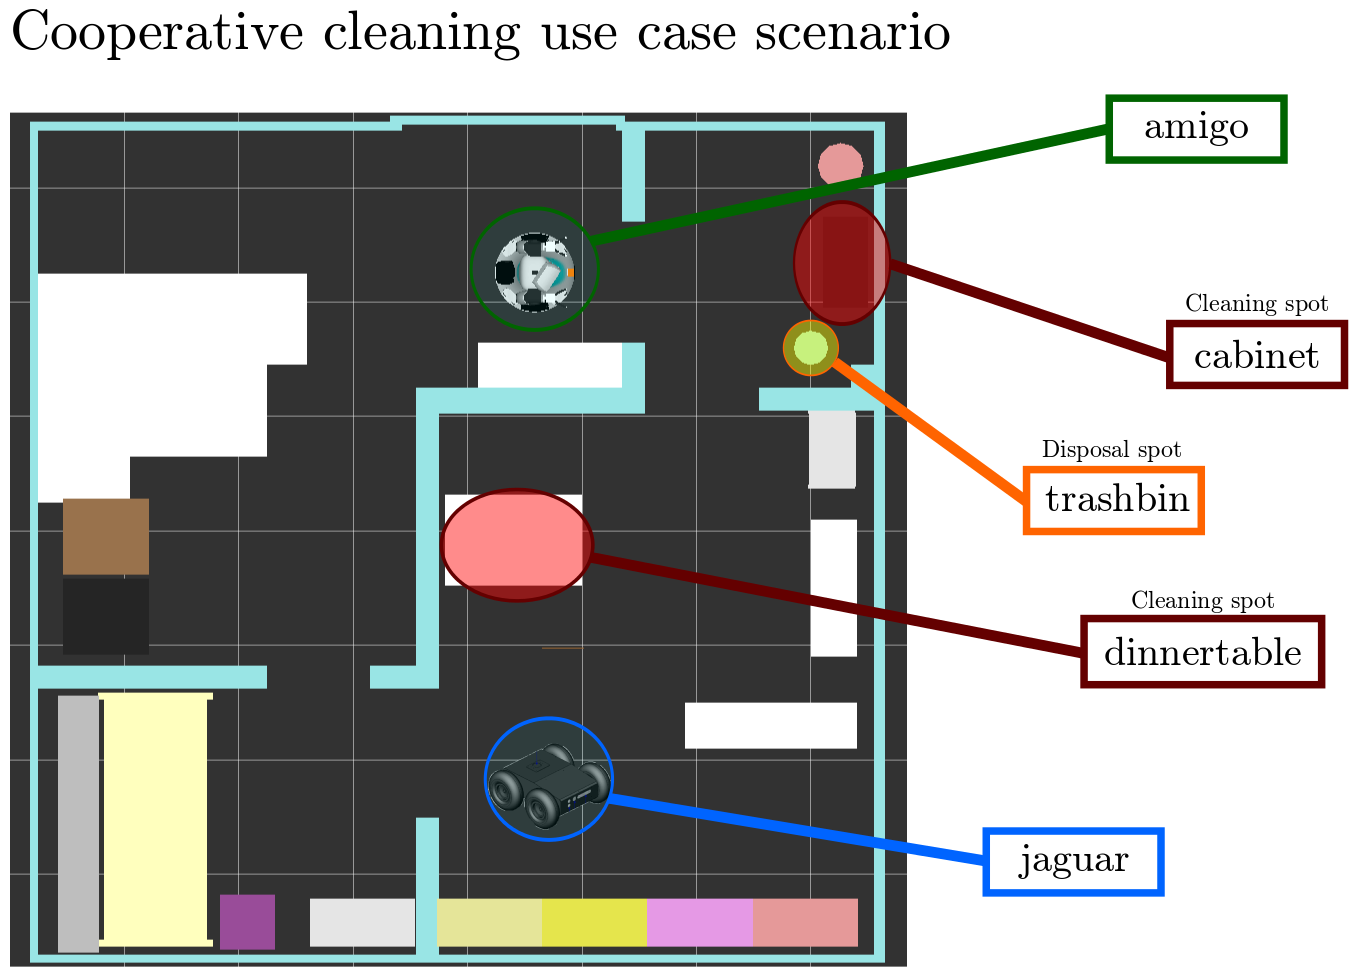 Cooperative cleaning use case scenario
amigo
Cleaning spot
cabinet
Disposal spot
trashbin
Cleaning spot
dinnertable
jaguar